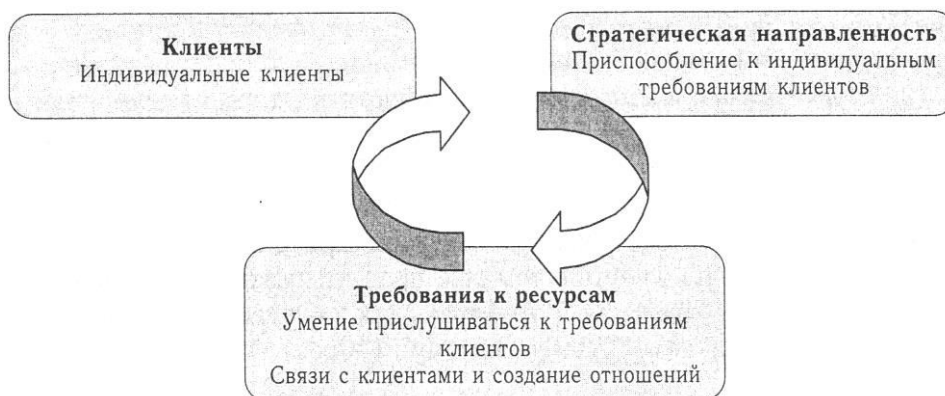 Клиенты
Индивидуальные клиенты
Стратегическая направленность
Приспособление к индивидуальным
требованиям клиентов
Требования к ресурсам
Умение прислушиваться к требованиям
клиентов
Связи с клиентами и создание отношений